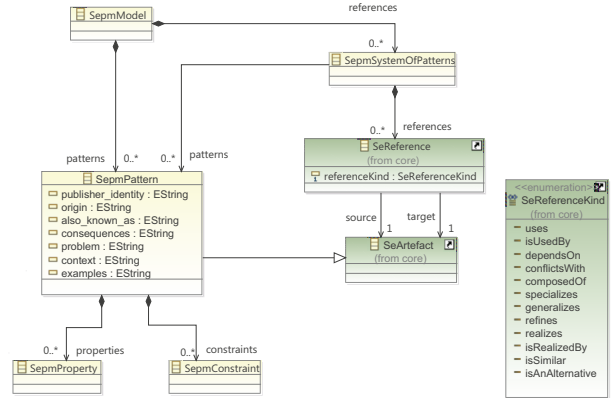 references
SepmModel
0..*
SepmSystemOfPatterns
references
0..*
patterns
0..*
0..*
patterns
SeReference
(from core)
referenceKind : SeReferenceKind
SepmPattern
publisher_identity : EString
origin : EString
also_known_as : EString
consequences : EString
problem : EString
context : EString
examples : EString
source
target
1
1
SeArtefact
(from core)
<<enumeration>>
SeReferenceKind
(from core)
uses
isUsedBy
dependsOn
conflictsWith
composedOf
specializes
generalizes
refines
realizes
isRealizedBy
isSimilar
isAnAlternative
0..*
properties
0..*
constraints
SepmProperty
SepmConstraint